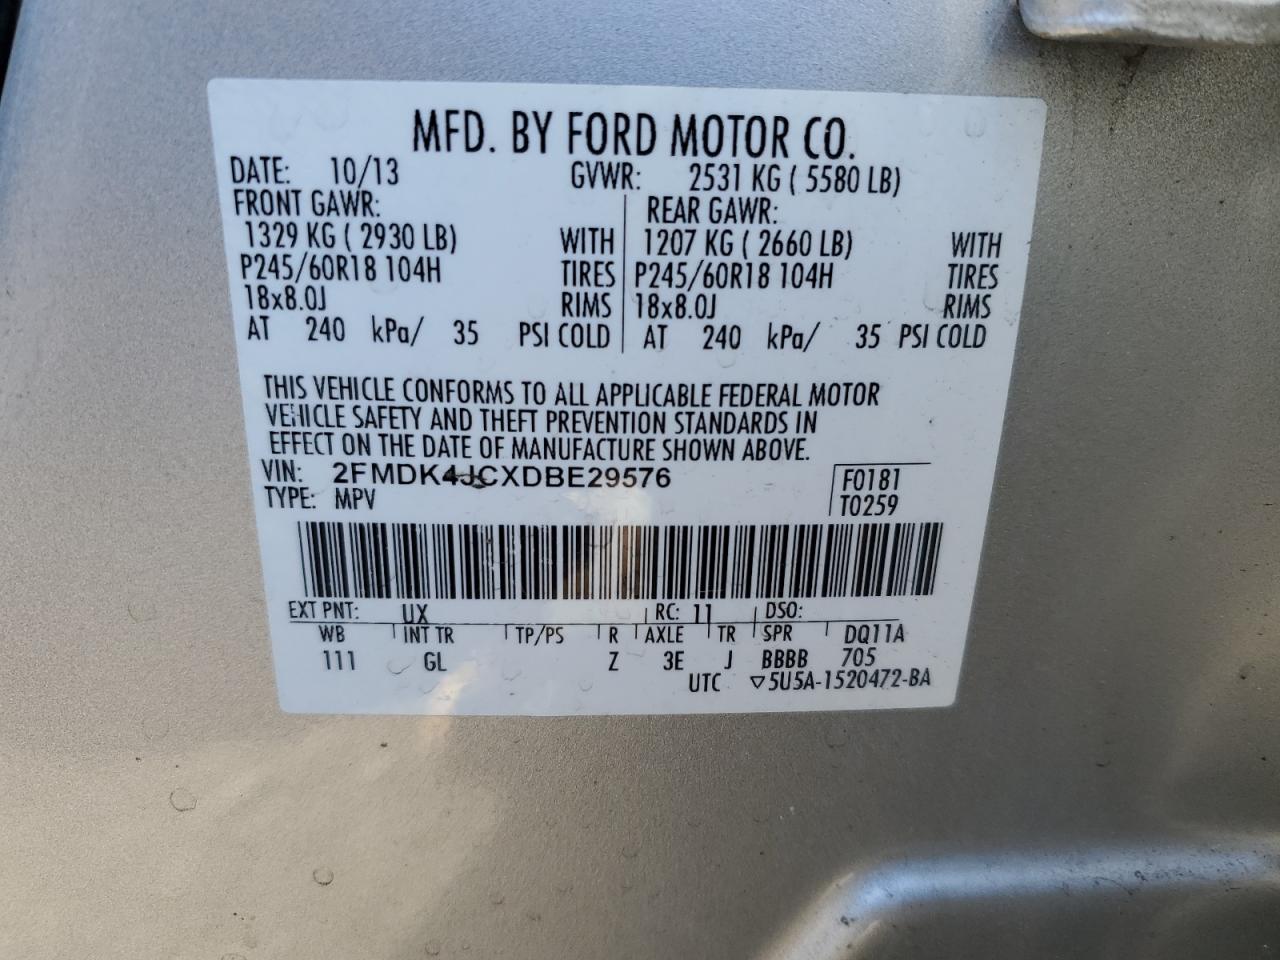 MFD. BY FORD MOTOR CO.
DATE: 10/13 GVWR: 2531 KG ( 5580 LB)
FRONT GAWR: REAR GAWR:
1329 KG ( 2930 LB) WITH 1207 KG ( 2660 LB) WITH
P245/60R18 104H TIRES P245/60R18 104H TIRES
18x8.0J RIMS 18x8.0J RIMS
AT 240 kPa/ 35 PSI COLD AT 240 kPa/ 35 PSI COLD
THIS VEHICLE CONFORMS TO ALL APPLICABLE FEDERAL MOTOR
VEHICLE SAFETY AND THEFT PREVENTION STANDARDS IN
EFFECT ON THE DATE OF MANUFACTURE SHOWN ABOVE.
VIN: 2FMDK4JCXDBE29576 F0181
TYPE: MPV T0259
EXT PNT: UX RC: 11 DSO:
WB INT TR TP/PS R AXLE TR SPR DQ11A
111 GL Z 3E J BBBB 705
UTC ▽5U5A-1520472-BA